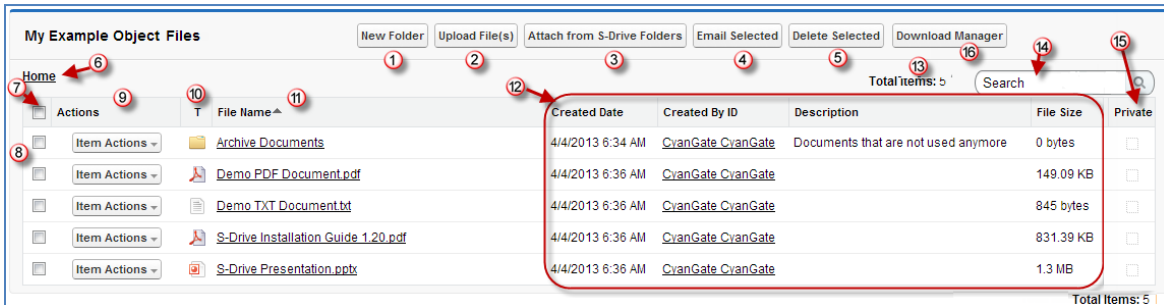 My Example Object Files New Folder Upload File(s) Attach from S-Drive Folders Email Selected Delete Selected Download Manager
1 2 3 4 5 16 14 15
Home 6 13 Total Items: 5 Search
7 9 10 11 12
Actions T File Name Created Date Created By ID Description File Size Private
Item Actions Archive Documents 4/4/2013 6:34 AM CyanGate CyanGate Documents that are not used anymore 0 bytes
8
Item Actions Demo PDF Document.pdf 4/4/2013 6:36 AM CyanGate CyanGate 149.09 KB
Item Actions Demo TXT Document.txt 4/4/2013 6:36 AM CyanGate CyanGate 845 bytes
Item Actions S-Drive Installation Guide 1.20.pdf 4/4/2013 6:36 AM CyanGate CyanGate 831.39 KB
Item Actions S-Drive Presentation.pptx 4/4/2013 6:36 AM CyanGate CyanGate 1.3 MB
Total Items: 5